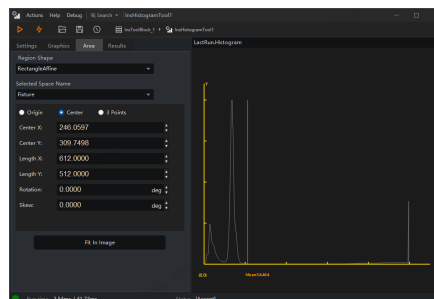 Actions Help Debug Search InsHistogramTool1
InsToolBlock_1 InsHistogramTool1
Settings Graphics Area Results
LastRun.Histogram
Region Shape
RectangleAffine
Selected Space Name
Fixture
Origin Center 3 Points
Center X: 246.0597
Center Y: 309.7498
Length X: 612.0000
Length Y: 512.0000
Rotation: 0.0000 deg
Skew: 0.0000 deg
Fit In Image